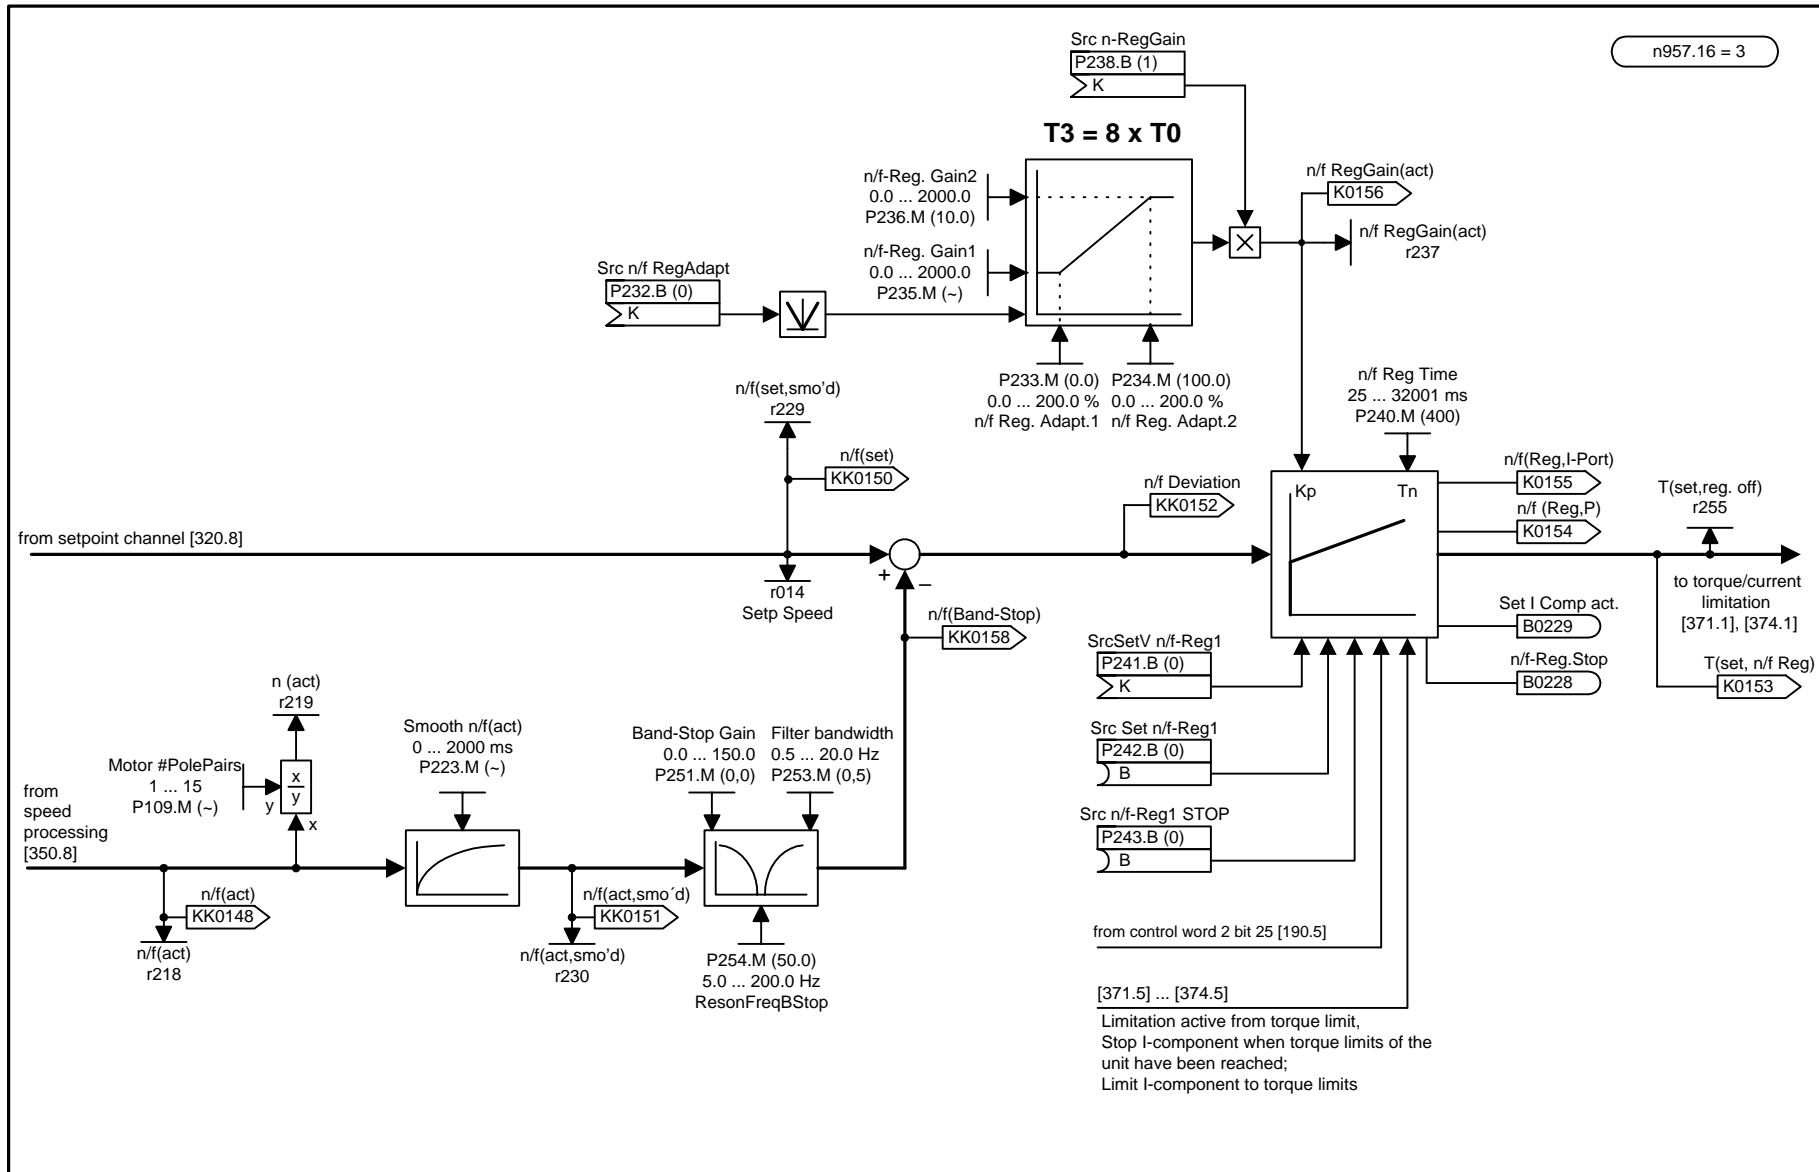 Src n-RegGain
P238.B (1)
K
n957.16 = 3
T3 = 8 x T0
n/f-Reg. Gain2
0.0 ... 2000.0
P236.M (10.0)
n/f RegGain(act)
K0156
n/f RegGain(act)
r237
n/f-Reg. Gain1
0.0 ... 2000.0
P235.M (~)
Src n/f RegAdapt
P232.B (0)
K
P233.M (0.0)
0.0 ... 200.0 %
n/f Reg. Adapt.1
P234.M (100.0)
0.0 ... 200.0 %
n/f Reg. Adapt.2
n/f Reg Time
25 ... 32001 ms
P240.M (400)
n/f(set,smo'd)
r229
n/f(set)
KK0150
n/f Deviation
KK0152
Kp
Tn
n/f(Reg,I-Port)
K0155
n/f (Reg,P)
K0154
T(set,reg. off)
r255
from setpoint channel [320.8]
+
–
r014
Setp Speed
to torque/current
limitation
[371.1], [374.1]
Set I Comp act.
B0229
n/f-Reg.Stop
B0228
T(set, n/f Reg)
K0153
n/f(Band-Stop)
KK0158
SrcSetV n/f-Reg1
P241.B (0)
K
Src Set n/f-Reg1
P242.B (0)
B
Src n/f-Reg1 STOP
P243.B (0)
B
n (act)
r219
Motor #PolePairs
1 ... 15
P109.M (~)
y
x
y
x
Smooth n/f(act)
0 ... 2000 ms
P223.M (~)
Band-Stop Gain
0.0 ... 150.0
P251.M (0,0)
Filter bandwidth
0.5 ... 20.0 Hz
P253.M (0,5)
from
speed
processing
[350.8]
n/f(act)
KK0148
n/f(act)
r218
n/f(act,smo´d)
KK0151
n/f(act,smo'd)
r230
P254.M (50.0)
5.0 ... 200.0 Hz
ResonFreqBStop
from control word 2 bit 25 [190.5]
[371.5] ... [374.5]
Limitation active from torque limit,
Stop I-component when torque limits of the
unit have been reached;
Limit I-component to torque limits